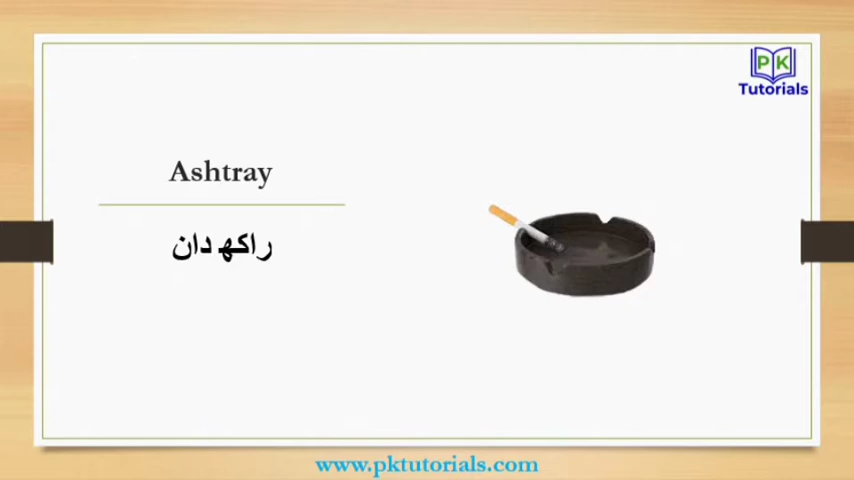 PK
Tutorials
Ashtray
راکھ دان
www.pktutorials.com